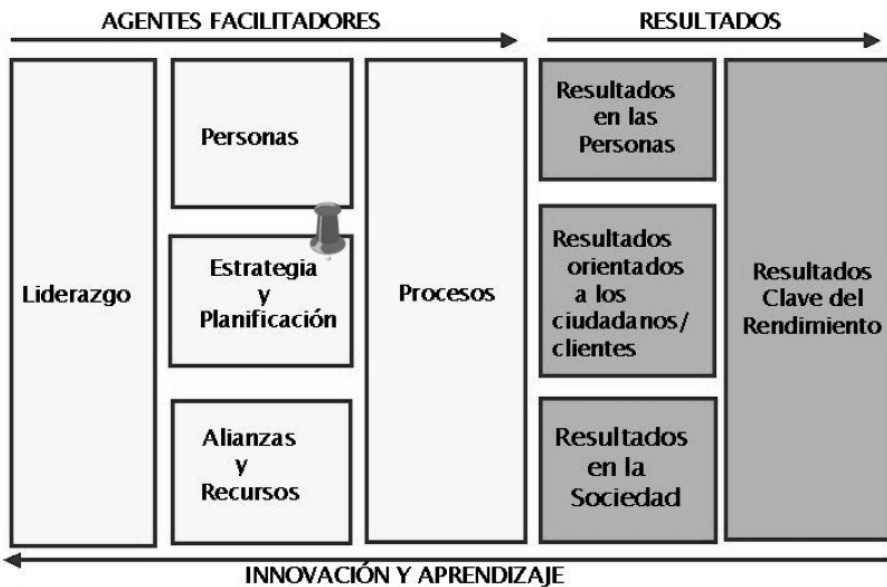 AGENTES FACILITADORES
RESULTADOS
Liderazgo
Personas
Estrategia
y
Planificación
Alianzas
y
Recursos
Procesos
Resultados
en las
Personas
Resultados
orientados
a los
ciudadanos/
clientes
Resultados
en la
Sociedad
Resultados
Clave del
Rendimiento
INNOVACIÓN Y APRENDIZAJE